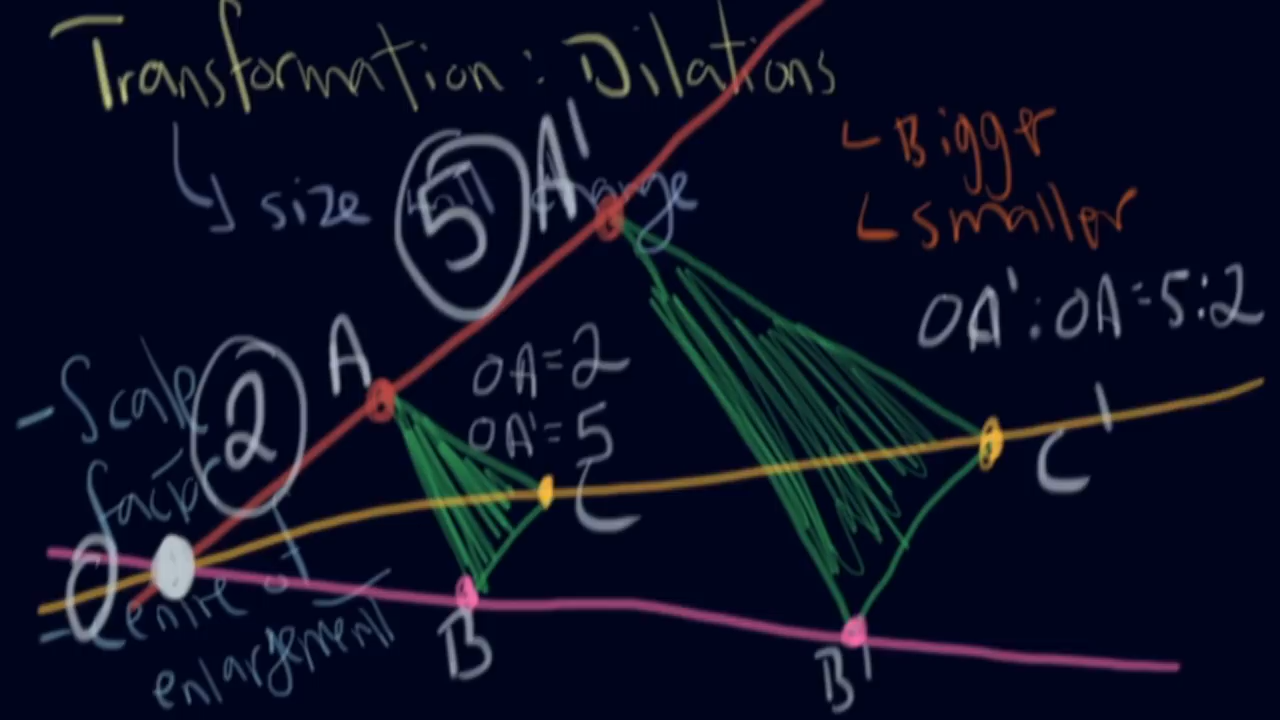 Transformation: Dilations
size will change
- Bigger
- smaller
5
A'
OA': OA = 5:2
A
OA = 2
OA' = 5
- Scale
factor
2
C
C'
O
- Centre of
enlargement
B
B'